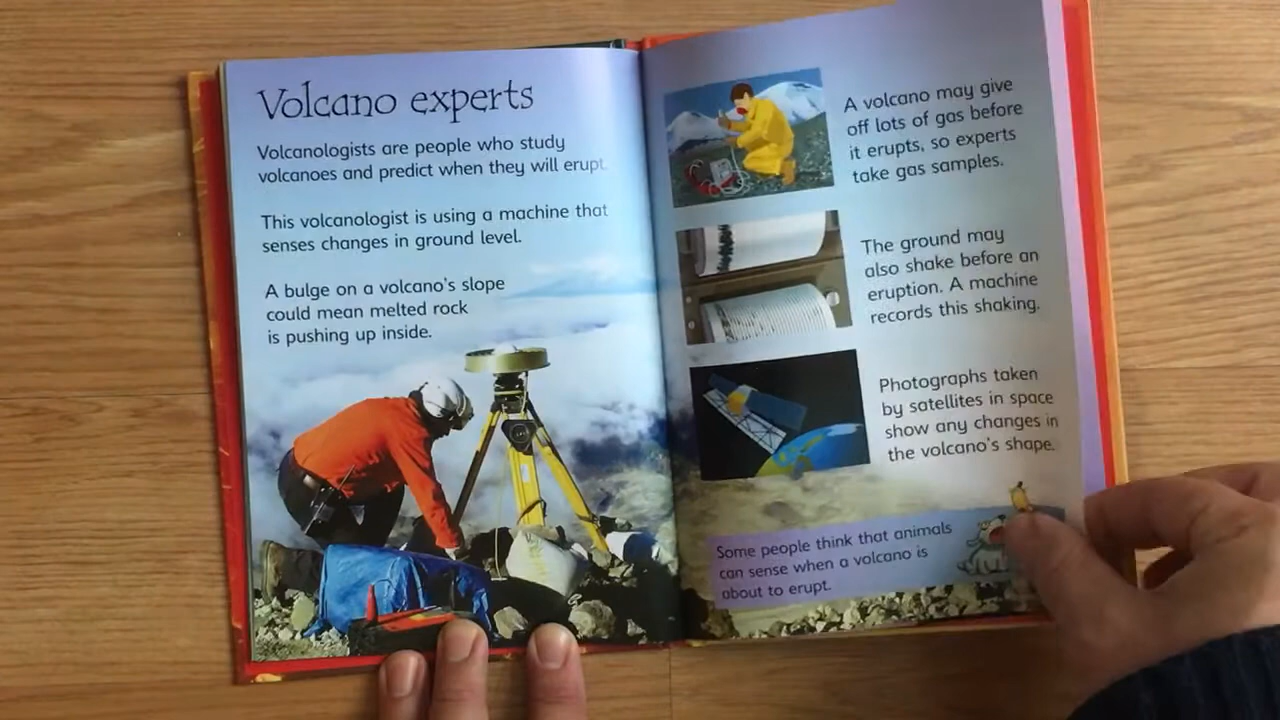 Volcano experts
Volcanologists are people who study
volcanoes and predict when they will erupt.
This volcanologist is using a machine that
senses changes in ground level.
A bulge on a volcano's slope
could mean melted rock
is pushing up inside.
A volcano may give
off lots of gas before
it erupts, so experts
take gas samples.
The ground may
also shake before an
eruption. A machine
records this shaking.
Photographs taken
by satellites in space
show any changes in
the volcano's shape.
Some people think that animals
can sense when a volcano is
about to erupt.